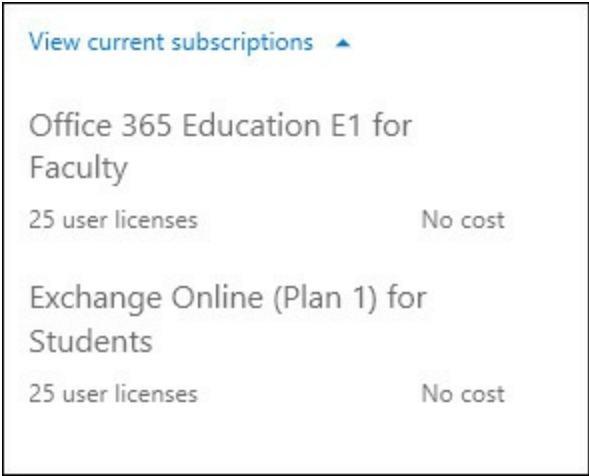 View current subscriptions
Office 365 Education E1 for
Faculty
25 user licenses No cost
Exchange Online (Plan 1) for
Students
25 user licenses No cost